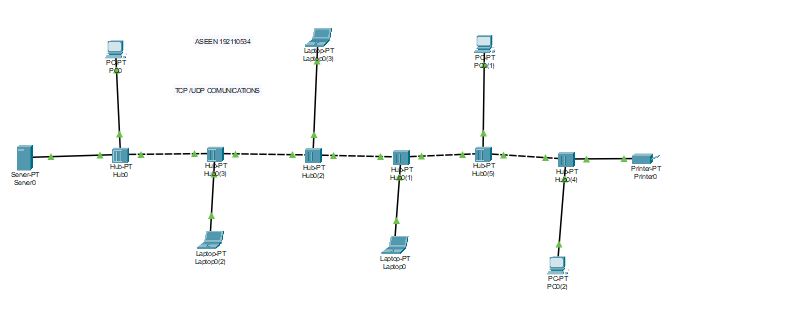 ASEEN 192110534
Laptop-PT
Laptop0(3)
PC-PT
PC0
PC-PT
PC0(1)
TCP /UDP COMUNICATIONS
Server-PT
Server0
Hub-PT
Hub0
Hub-PT
Hub0(3)
Hub-PT
Hub0(2)
Hub-PT
Hub0(1)
Hub-PT
Hub0(5)
Hub-PT
Hub0(4)
Printer-PT
Printer0
Laptop-PT
Laptop0(2)
Laptop-PT
Laptop0
PC-PT
PC0(2)